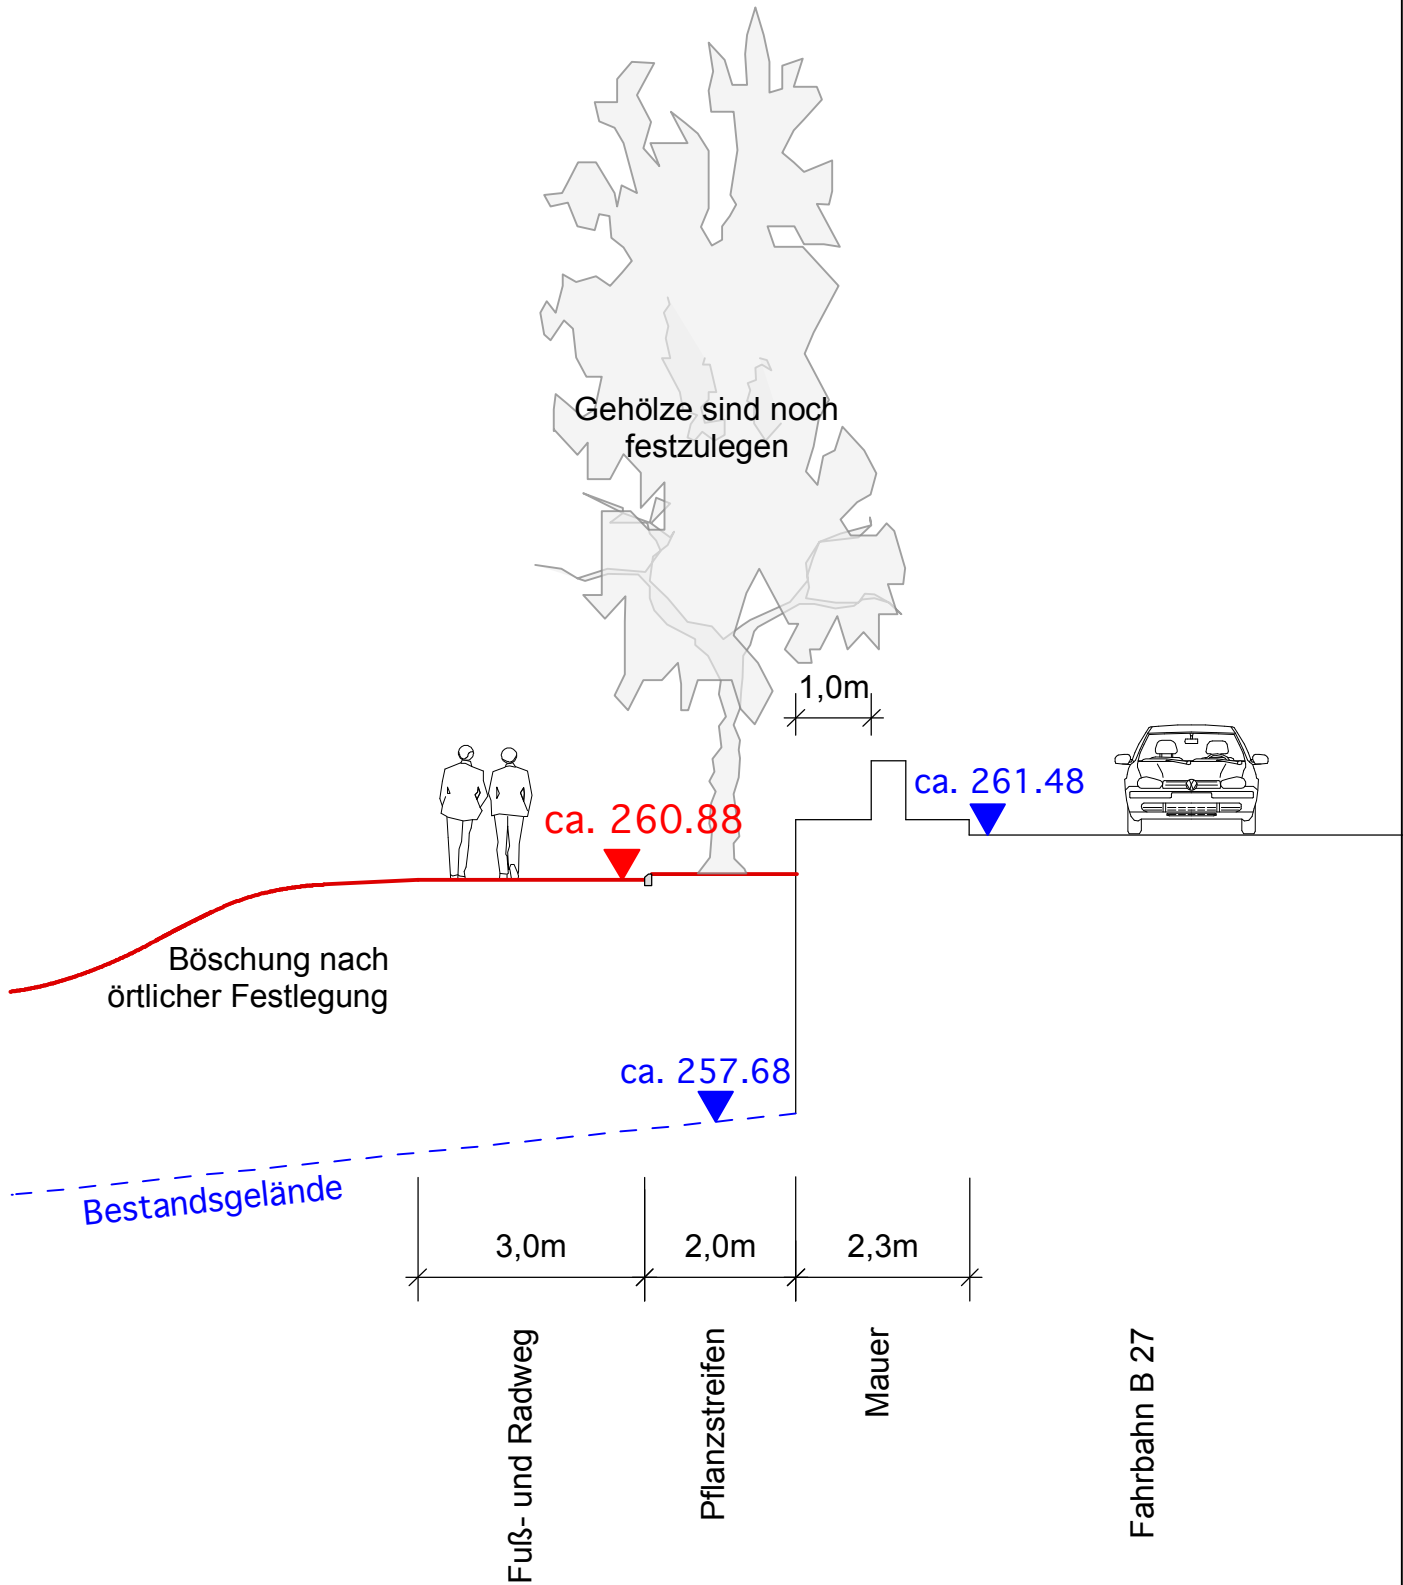 Gehölze sind noch
festzulegen
1,0m
ca. 261.48
ca. 260.88
Böschung nach
örtlicher Festlegung
ca. 257.68
Bestandsgelände
3,0m
2,0m
2,3m
Fuß- und Radweg
Pflanzstreifen
Mauer
Fahrbahn B 27